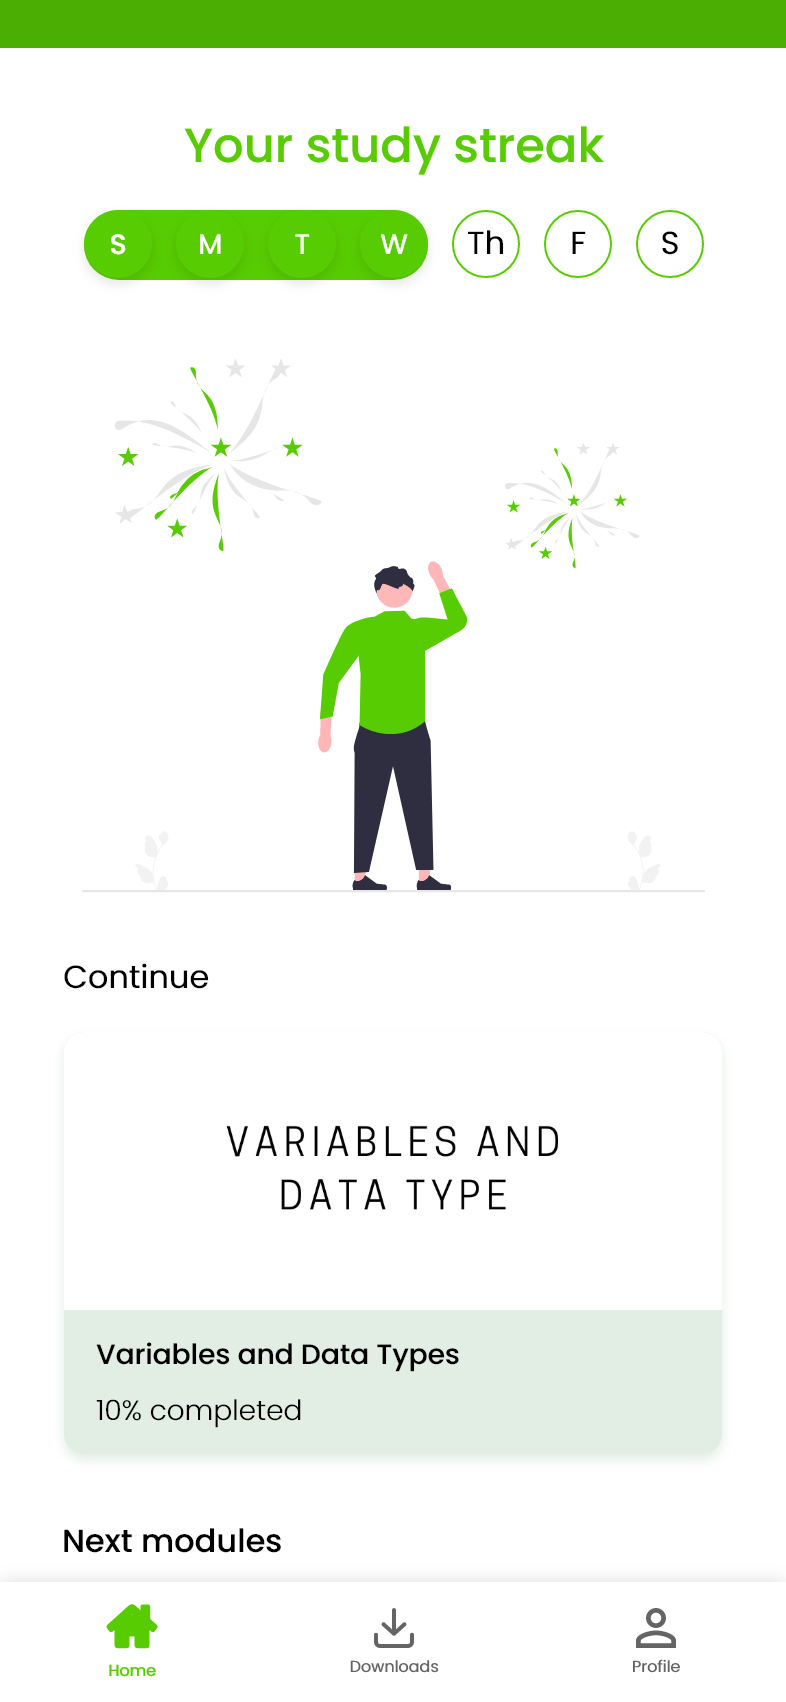 Your study streak
S M T W Th F S
Continue
VARIABLES AND
DATA TYPE
Variables and Data Types
10% completed
Next modules
Home Downloads Profile